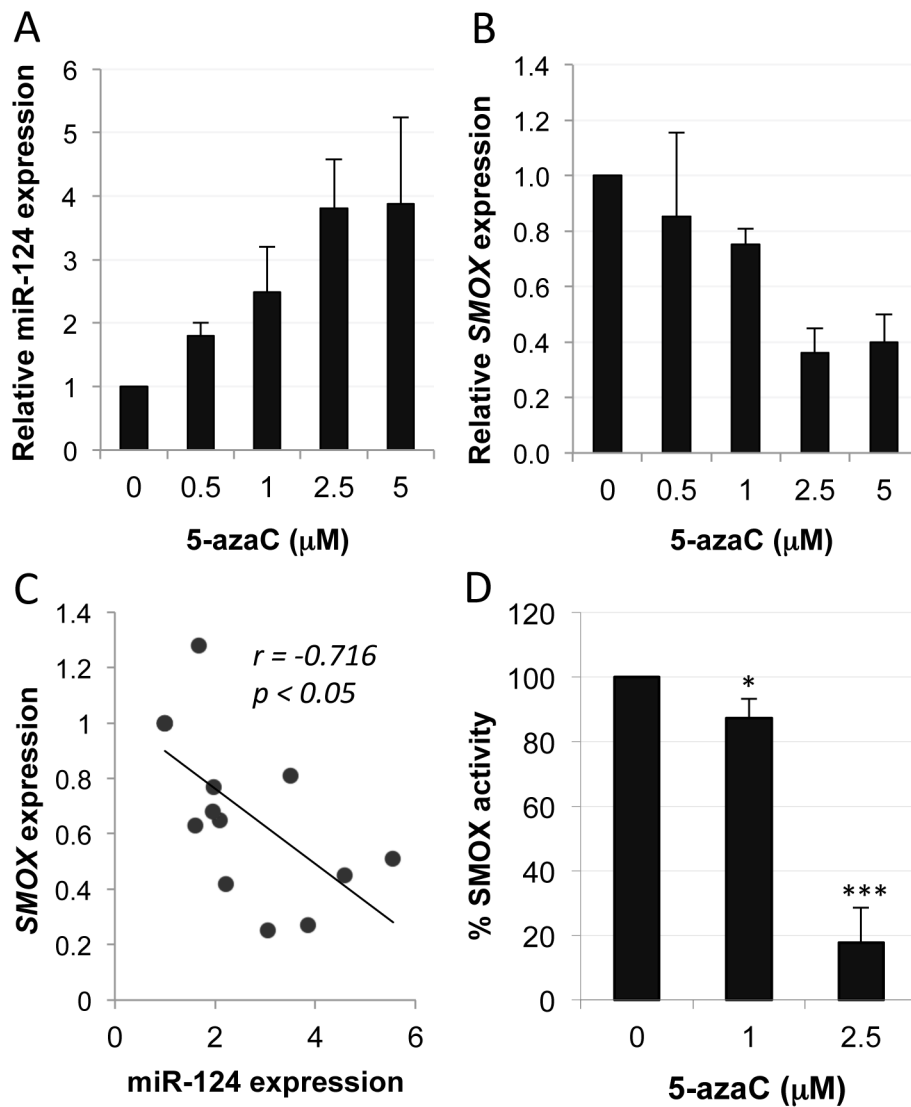 A
Relative miR-124 expression
6
5
4
3
2
1
0
0 0.5 1 2.5 5
5-azaC (μM)
B
Relative SMOX expression
1.4
1.2
1.0
0.8
0.6
0.4
0.2
0.0
0 0.5 1 2.5 5
5-azaC (μM)
C
SMOX expression
1.4
1.2
1
0.8
0.6
0.4
0.2
0
r = -0.716
p < 0.05
0 2 4 6
miR-124 expression
D
% SMOX activity
120
100
80
60
40
20
0
*
***
0 1 2.5
5-azaC (μM)